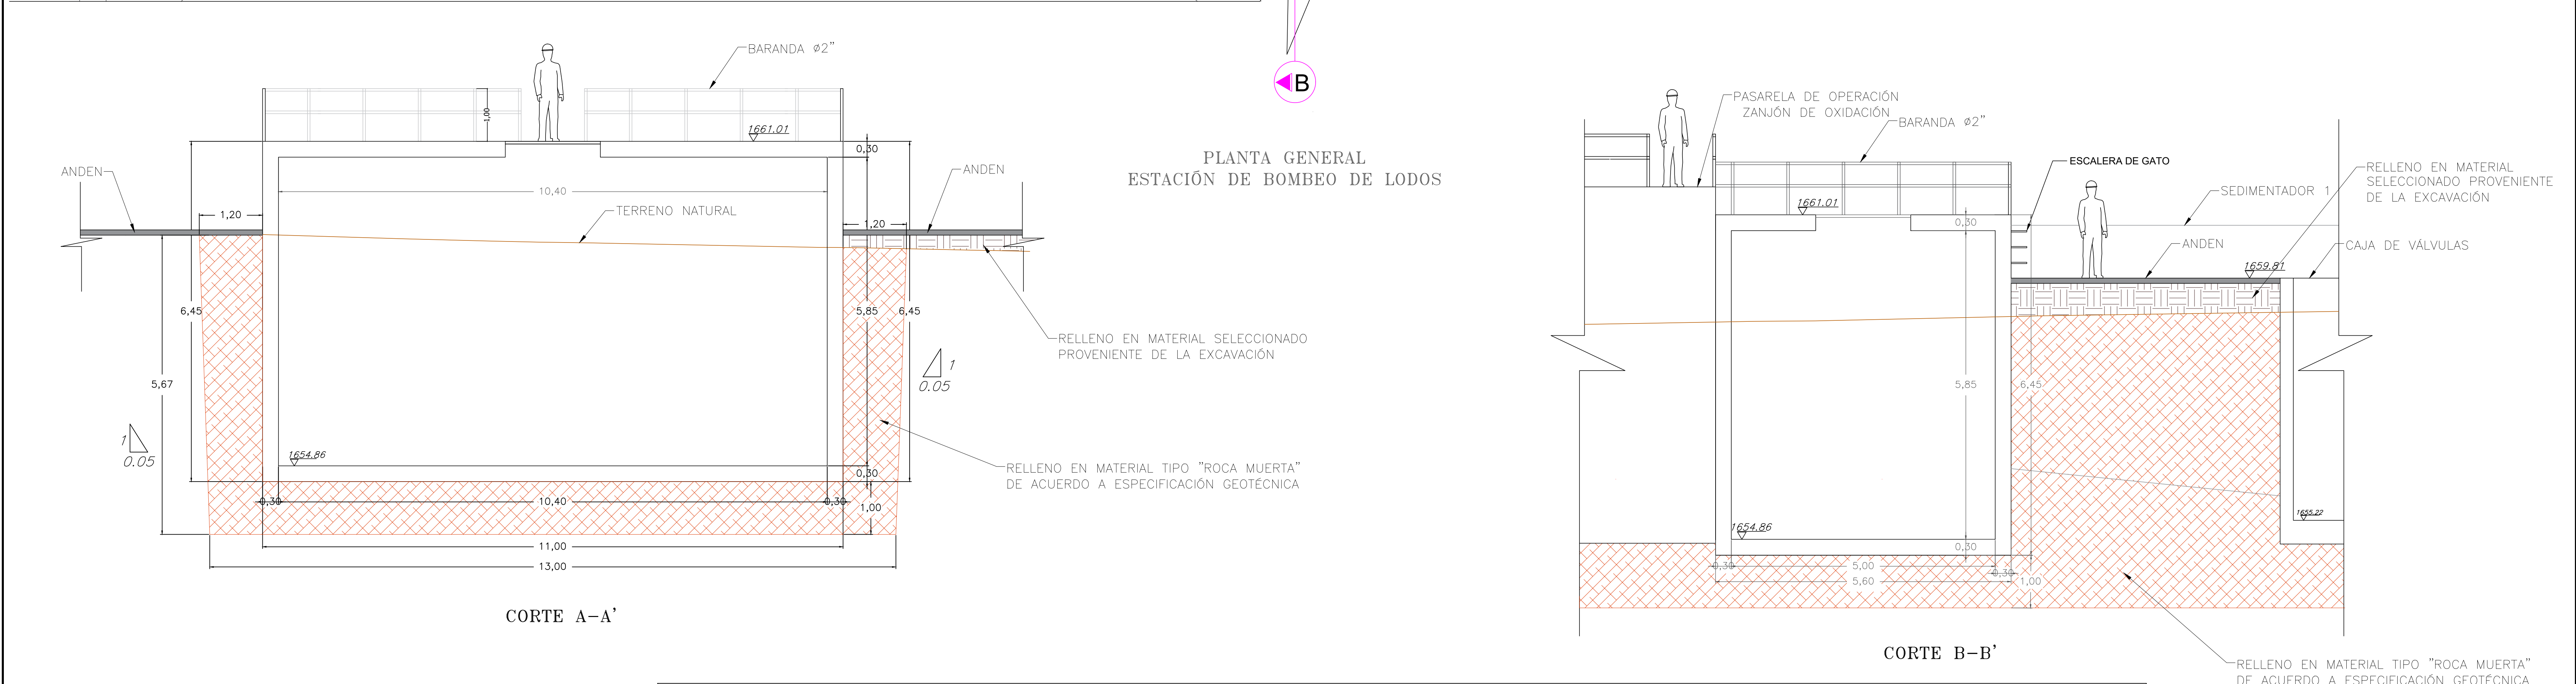 BARANDA ø2"
1,00
1661.01
0,30
ANDEN
ANDEN
10,40
1,20
TERRENO NATURAL
1,20
6,45
5,85
6,45
RELLENO EN MATERIAL SELECCIONADO
PROVENIENTE DE LA EXCAVACIÓN
1
0.05
5,67
1
0.05
1654.86
0,30
RELLENO EN MATERIAL TIPO "ROCA MUERTA"
DE ACUERDO A ESPECIFICACIÓN GEOTÉCNICA
0,30
10,40
0,30
1,00
11,00
13,00
CORTE A-A'
B
PLANTA GENERAL
ESTACIÓN DE BOMBEO DE LODOS
PASARELA DE OPERACIÓN
ZANJÓN DE OXIDACIÓN
BARANDA ø2"
ESCALERA DE GATO
RELLENO EN MATERIAL
SELECCIONADO PROVENIENTE
DE LA EXCAVACIÓN
SEDIMENTADOR 1
1661.01
0,30
ANDEN
CAJA DE VÁLVULAS
1659.81
5,85
6,45
1655.22
1654.86
0,30
0,30
5,00
0,30
5,60
1,00
CORTE B-B'
RELLENO EN MATERIAL TIPO "ROCA MUERTA"
DE ACUERDO A ESPECIFICACIÓN GEOTÉCNICA